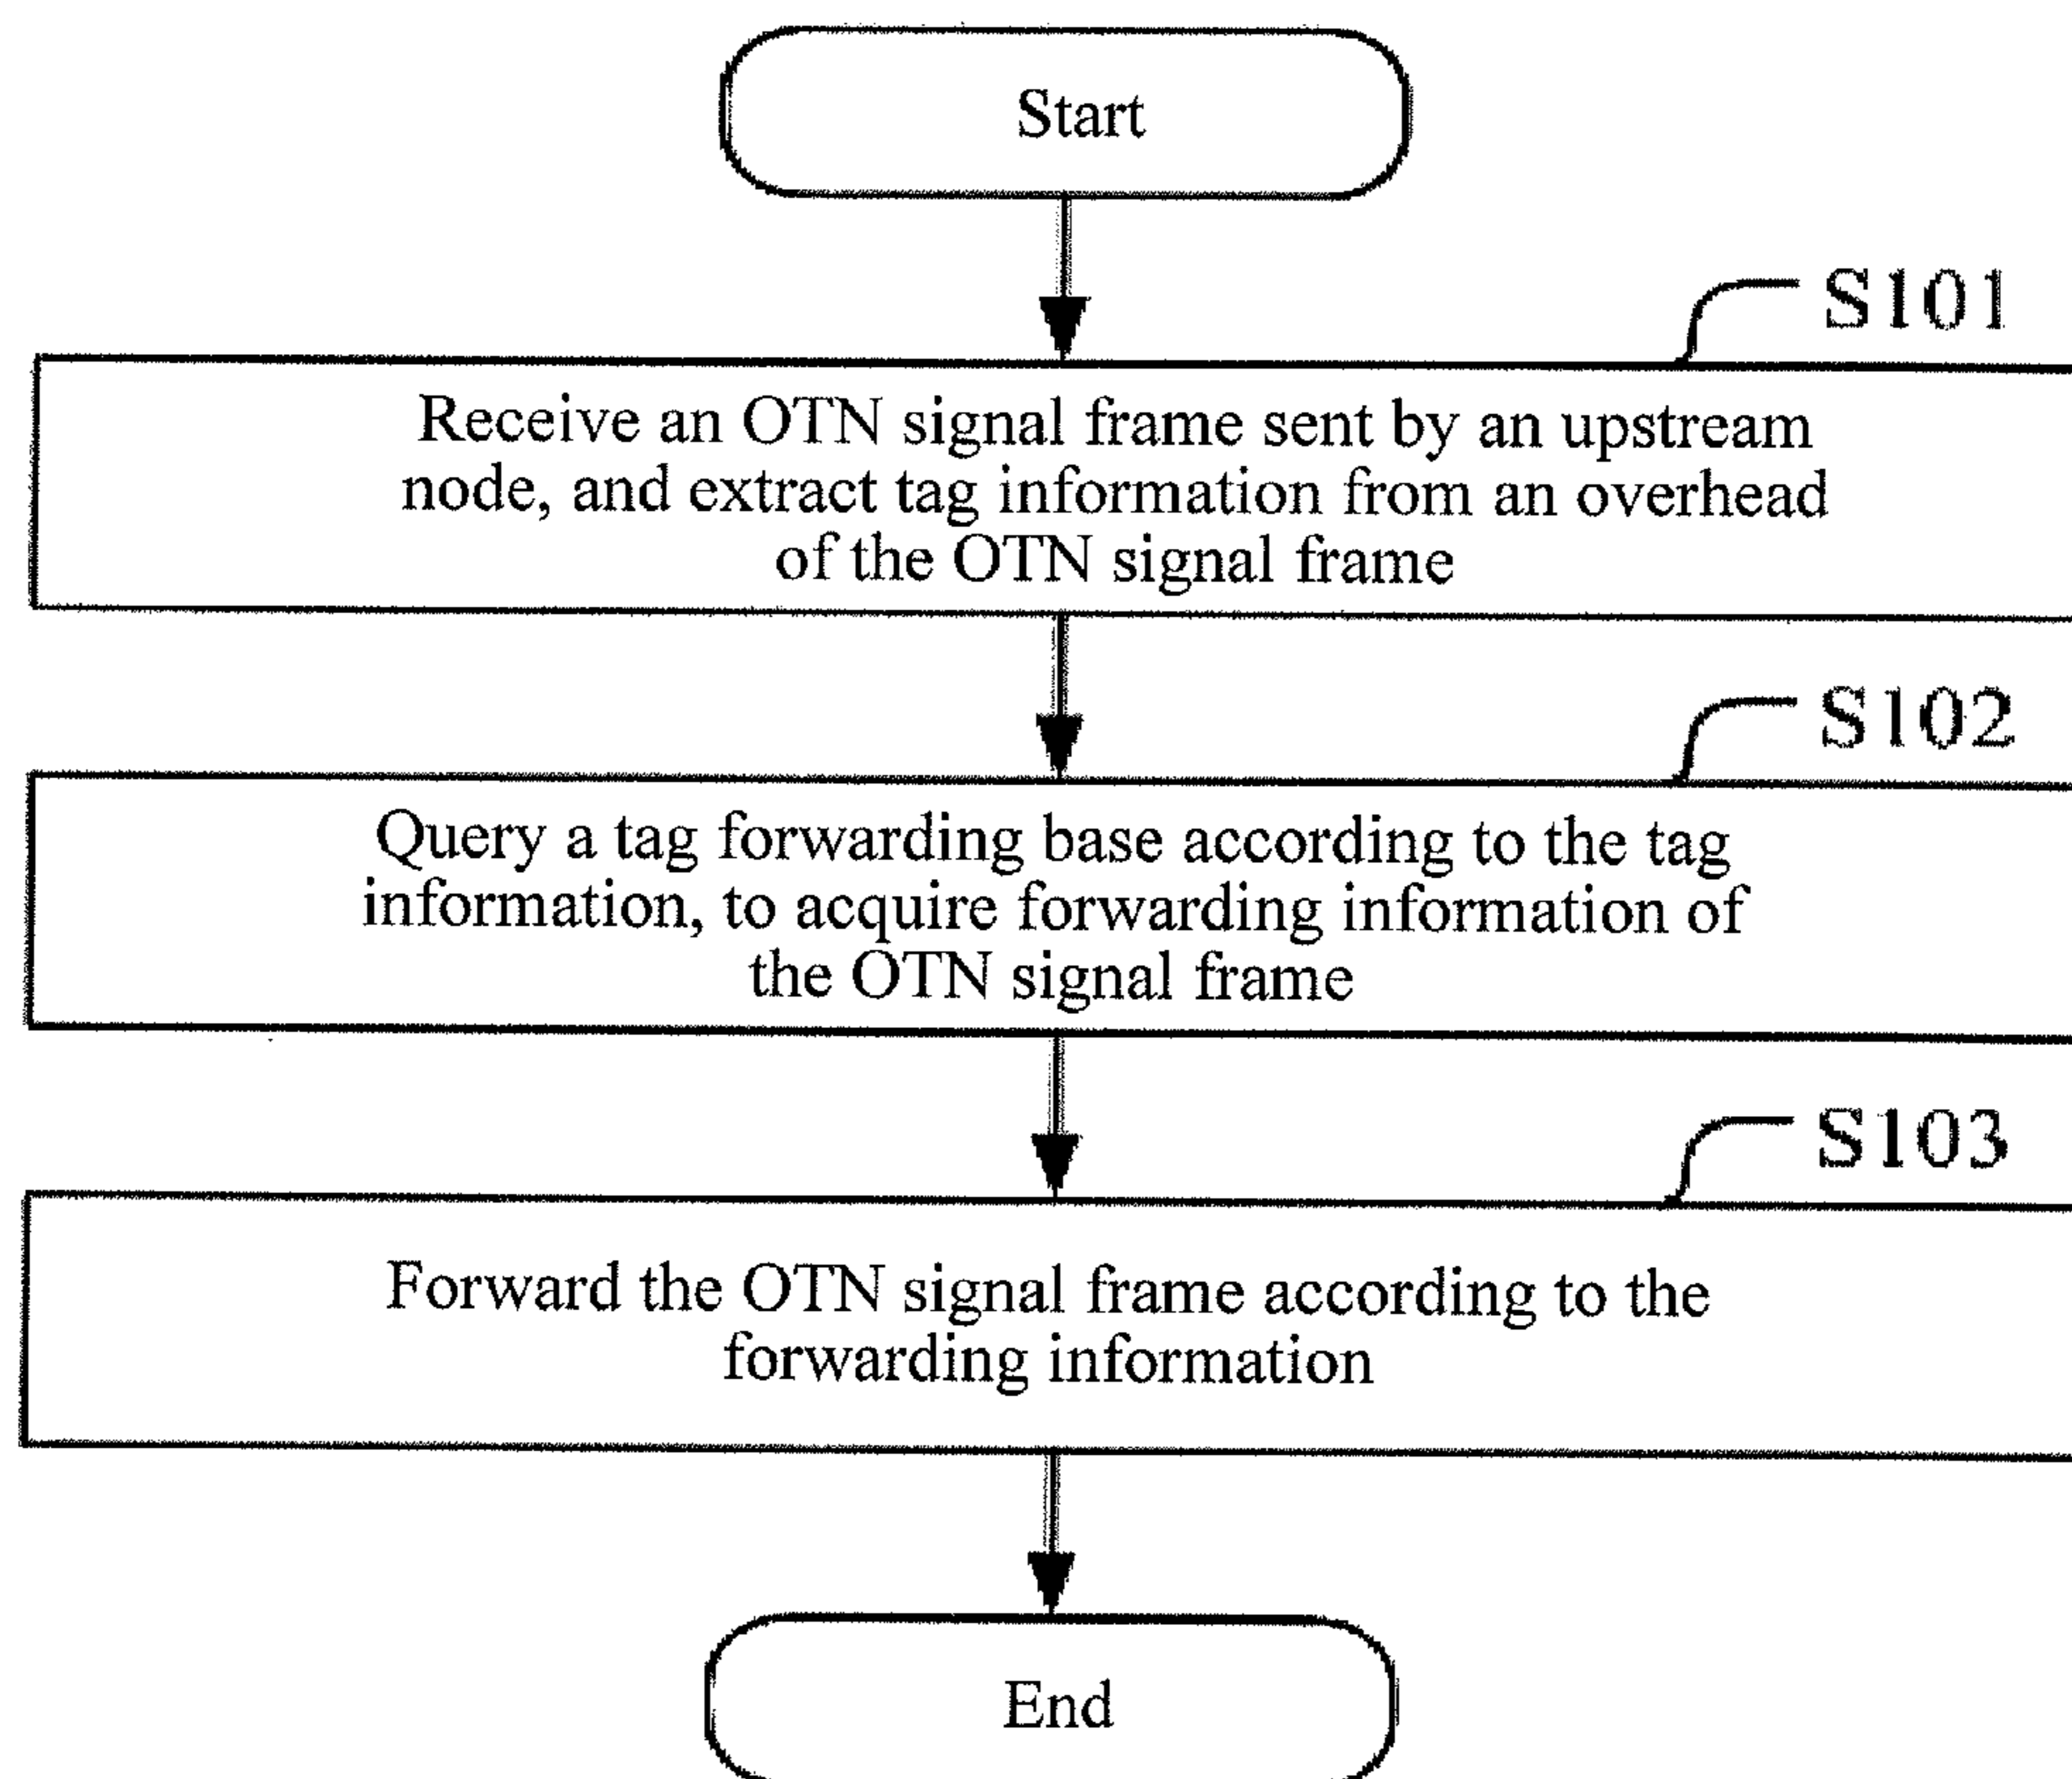 Start
S101
Receive an OTN signal frame sent by an upstream
node, and extract tag information from an overhead
of the OTN signal frame
S102
Query a tag forwarding base according to the tag
information, to acquire forwarding information of
the OTN signal frame
S103
Forward the OTN signal frame according to the
forwarding information
End